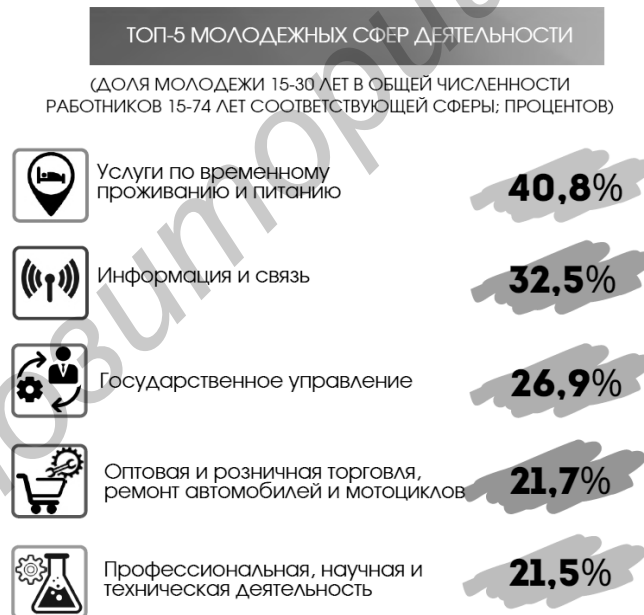 ТОП-5 МОЛОДЕЖНЫХ СФЕР ДЕЯТЕЛЬНОСТИ
(ДОЛЯ МОЛОДЕЖИ 15-30 ЛЕТ В ОБЩЕЙ ЧИСЛЕННОСТИ
РАБОТНИКОВ 15-74 ЛЕТ СООТВЕТСТВУЮЩЕЙ СФЕРЫ; ПРОЦЕНТОВ)
Услуги по временному
проживанию и питанию
40,8%
Информация и связь
32,5%
Государственное управление
26,9%
Оптовая и розничная торговля,
ремонт автомобилей и мотоциклов
21,7%
Профессиональная, научная и
техническая деятельность
21,5%